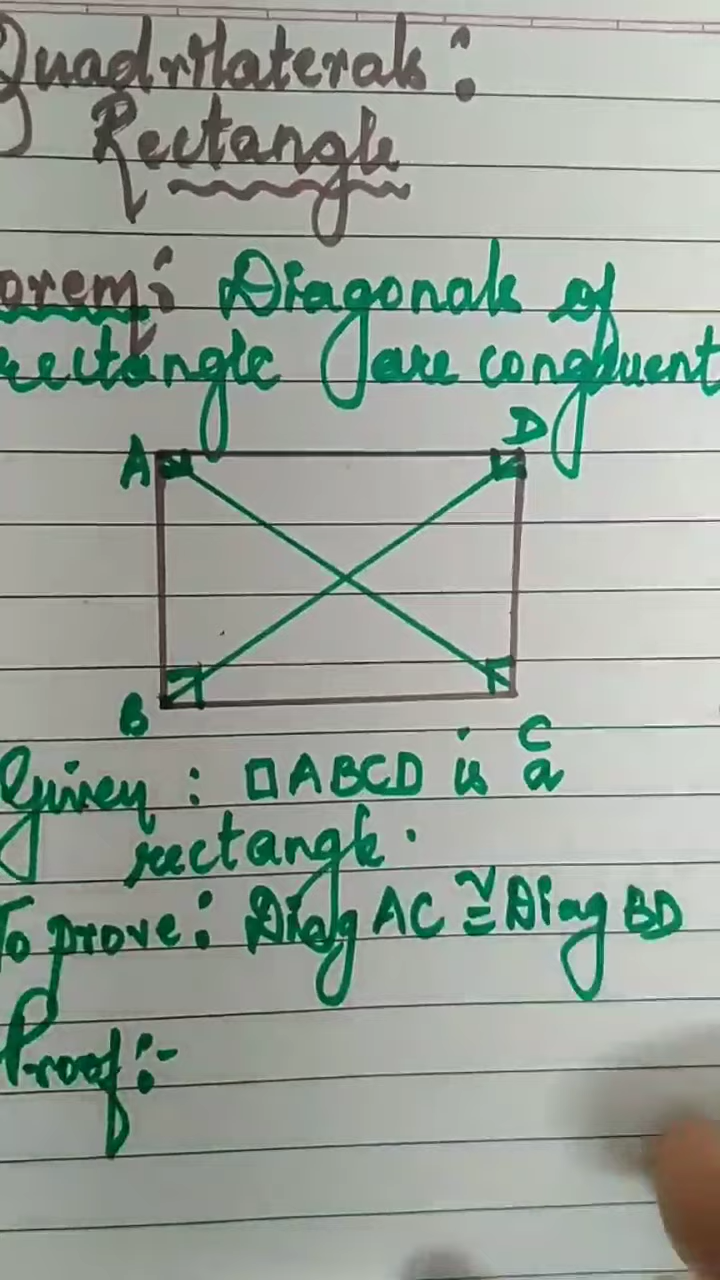 Quadrilaterals:
Rectangle
orem: Diagonals of
rectangle are congruent
A D
B C
Given : □ABCD is a
rectangle.
To prove: Diag AC ≅ Diag BD
Proof:-